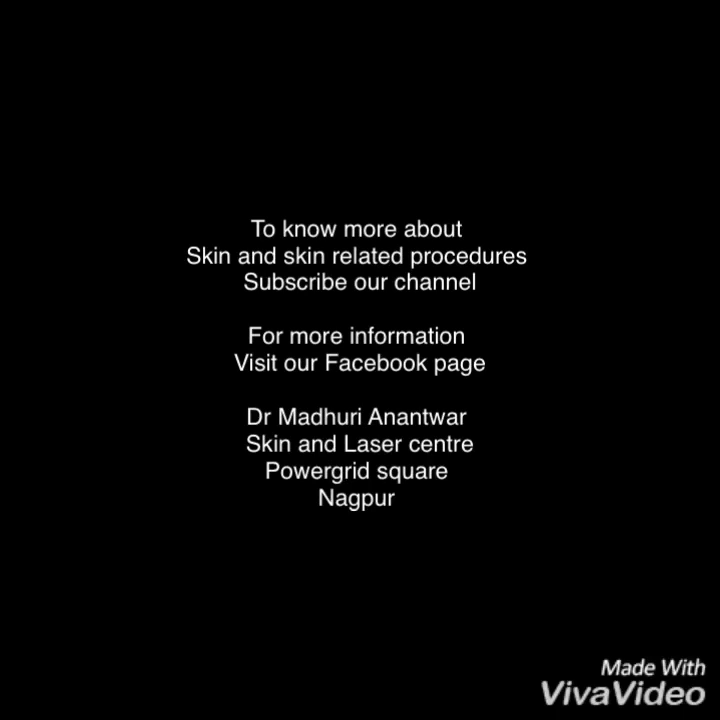 To know more about
Skin and skin related procedures
Subscribe our channel
For more information
Visit our Facebook page
Dr Madhuri Anantwar
Skin and Laser centre
Powergrid square
Nagpur
Made With
VivaVideo